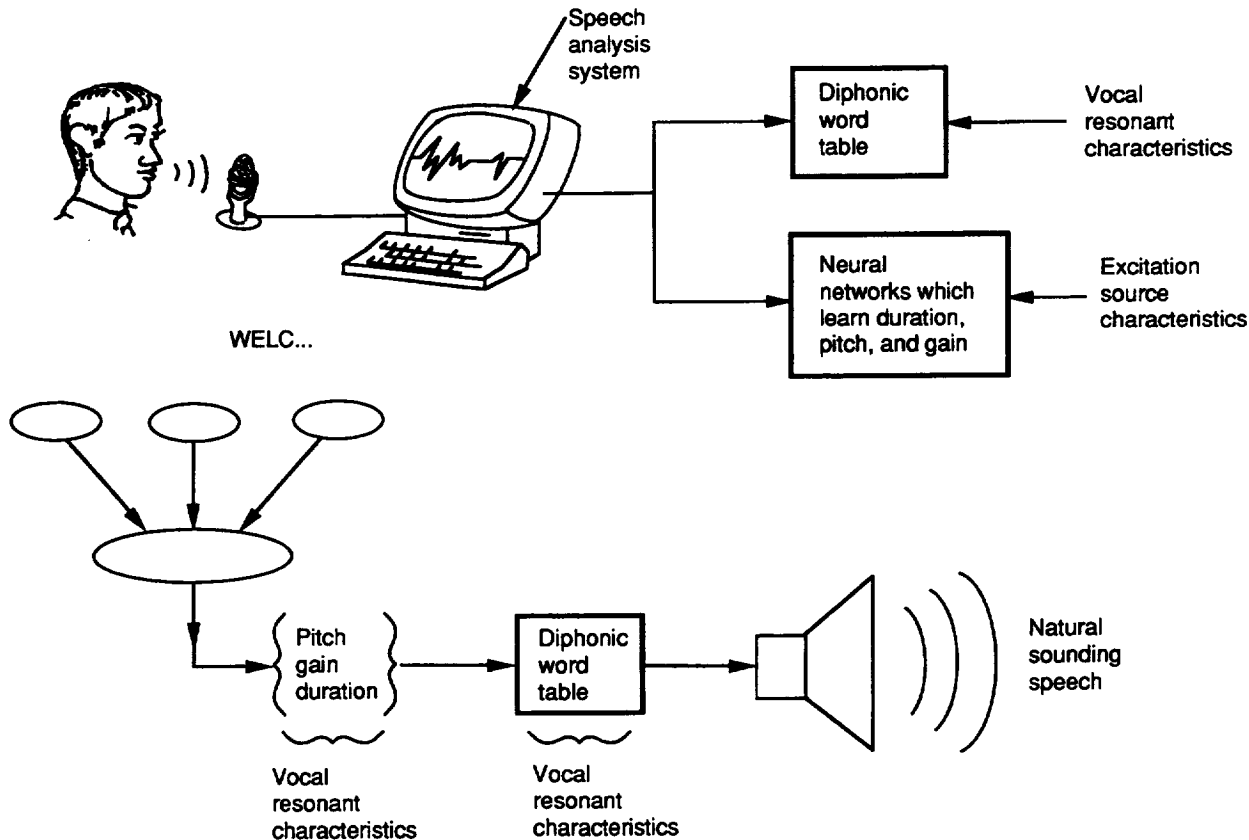 Speech
analysis
system
Diphonic
word
table
Vocal
resonant
characteristics
Neural
networks which
learn duration,
pitch, and gain
Excitation
source
characteristics
WELC...
Pitch
gain
duration
Diphonic
word
table
Natural
sounding
speech
Vocal
resonant
characteristics
Vocal
resonant
characteristics